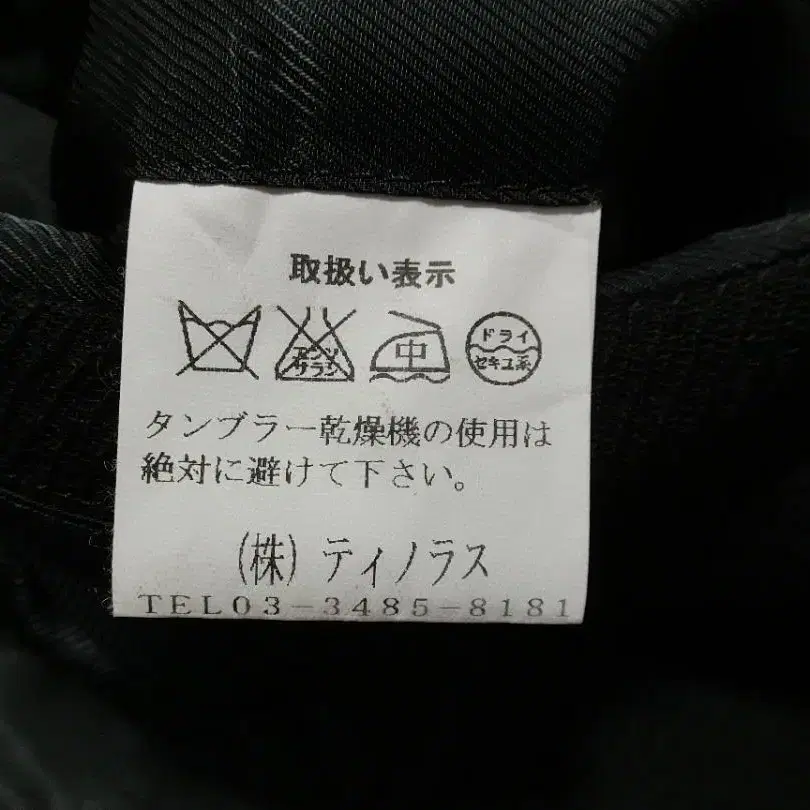 取扱い表示
エンソ
サラシ
中
ドライ
セキユ系
タンブラー乾燥機の使用は
絶対に避けて下さい。
(株)ティノラス
TEL03-3485-8181